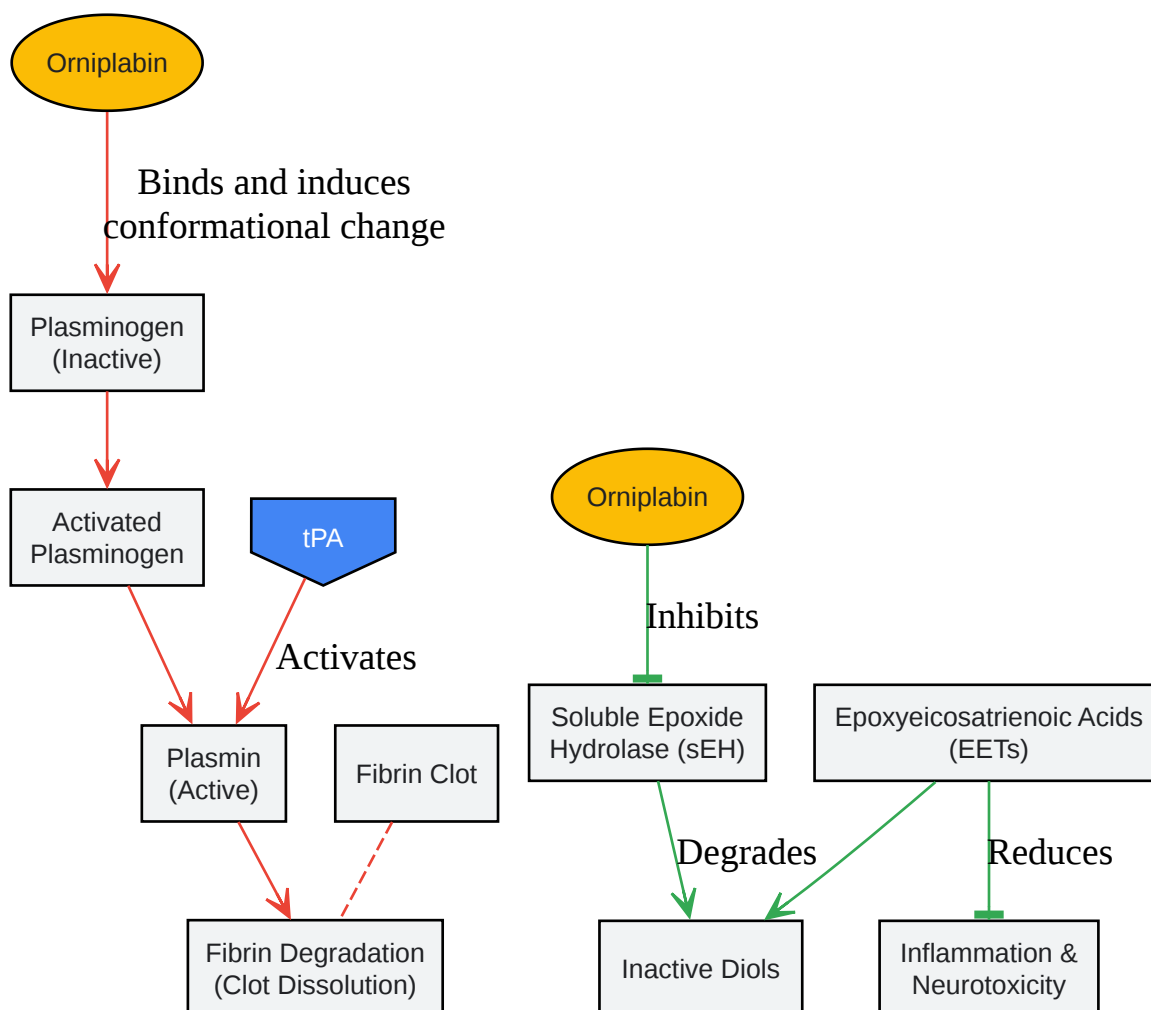 Orniplabin
Binds and induces
conformational change
Plasminogen
(Inactive)
Activated
Plasminogen
tPA
Orniplabin
Inhibits
Activates
Plasmin
(Active)
Fibrin Clot
Soluble Epoxide
Hydrolase (sEH)
Epoxyeicosatrienoic Acids
(EETs)
Degrades
Reduces
Fibrin Degradation
(Clot Dissolution)
Inactive Diols
Inflammation &
Neurotoxicity